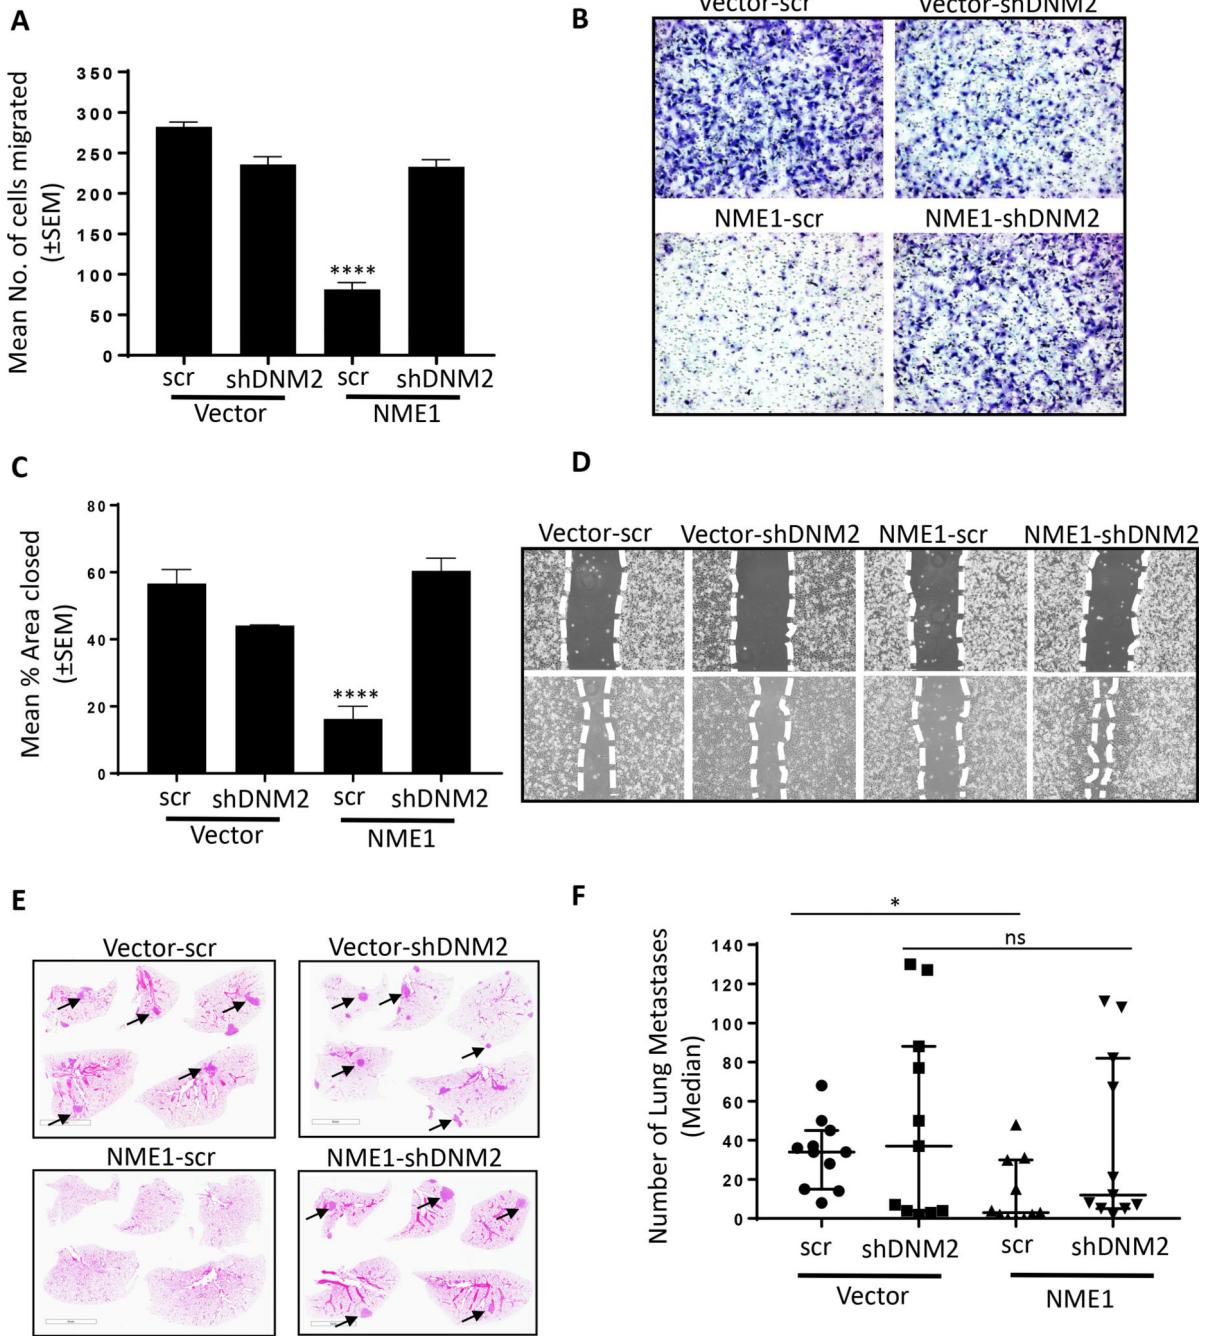 A
Mean No. of cells migrated
(±SEM)
350
300
250
200
150
100
50
0
****
scr
shDNM2
scr
shDNM2
Vector
NME1
B
Vector-scr
Vector-shDNM2
NME1-scr
NME1-shDNM2
C
Mean % Area closed
(±SEM)
80
60
40
20
0
****
scr
shDNM2
scr
shDNM2
Vector
NME1
D
Vector-scr
Vector-shDNM2
NME1-scr
NME1-shDNM2
E
Vector-scr
Vector-shDNM2
NME1-scr
NME1-shDNM2
F
Number of Lung Metastases
(Median)
*
ns
140
120
100
80
60
40
20
0
scr
shDNM2
scr
shDNM2
Vector
NME1